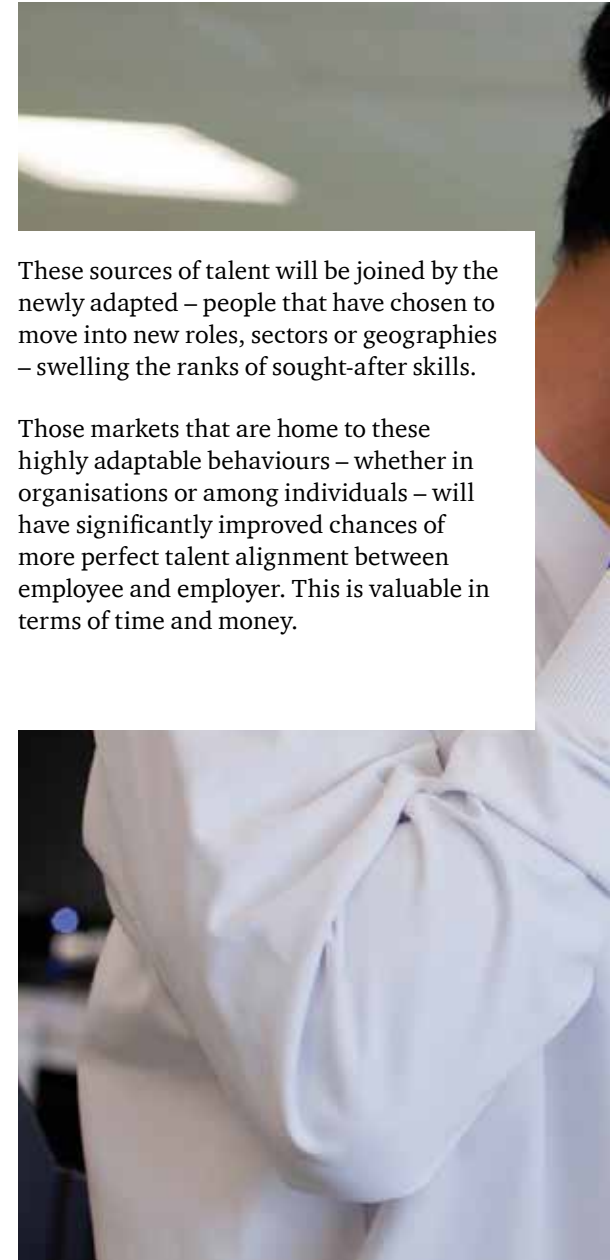 These sources of talent will be joined by the
newly adapted – people that have chosen to
move into new roles, sectors or geographies
– swelling the ranks of sought-after skills.
Those markets that are home to these
highly adaptable behaviours – whether in
organisations or among individuals – will
have significantly improved chances of
more perfect talent alignment between
employee and employer. This is valuable in
terms of time and money.